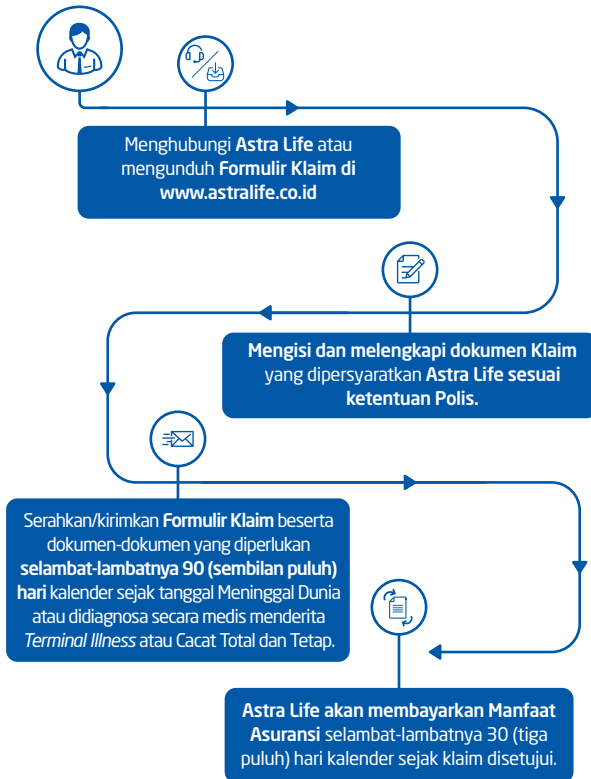 Menghubungi Astra Life atau
mengunduh Formulir Klaim di
www.astralife.co.id
Mengisi dan melengkapi dokumen Klaim
yang dipersyaratkan Astra Life sesuai
ketentuan Polis.
Serahkan/kirimkan Formulir Klaim beserta
dokumen-dokumen yang diperlukan
selambat-lambatnya 90 (sembilan puluh)
hari kalender sejak tanggal Meninggal Dunia
atau didiagnosa secara medis menderita
Terminal Illness atau Cacat Total dan Tetap.
Astra Life akan membayarkan Manfaat
Asuransi selambat-lambatnya 30 (tiga
puluh) hari kalender sejak klaim disetujui.